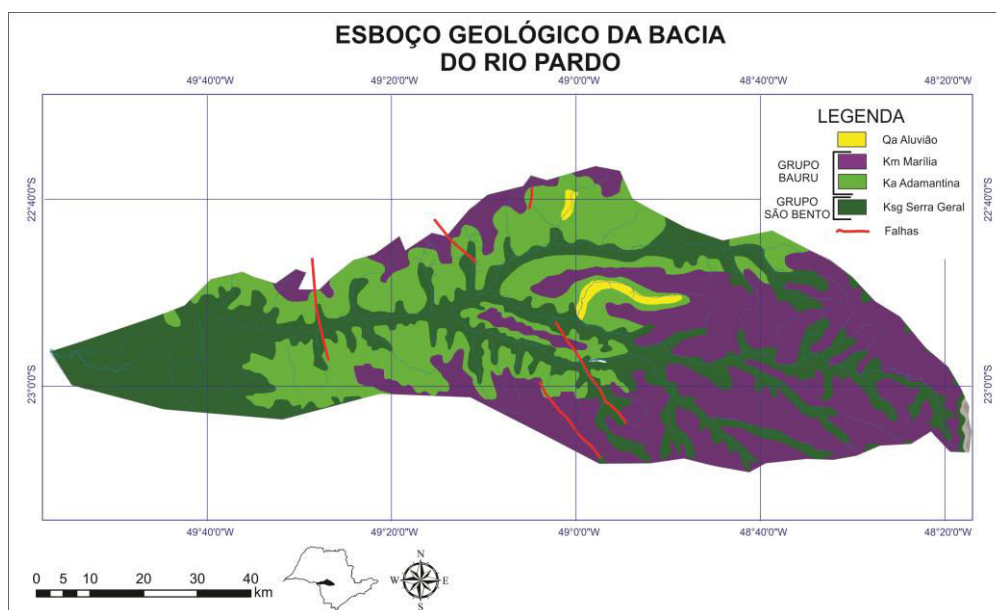 ESBOÇO GEOLÓGICO DA BACIA
DO RIO PARDO
49°40'0"W 49°20'0"W 49°0'0"W 48°40'0"W 48°20'0"W
LEGENDA
Qa Aluvião
GRUPO
BAURU
Km Marília
Ka Adamantina
GRUPO
SÃO BENTO
Ksg Serra Geral
Falhas
22°40'0"S 22°40'0"S
23°0'0"S 23°0'0"S
49°40'0"W 49°20'0"W 49°0'0"W 48°40'0"W 48°20'0"W
0 5 10 20 30 40
km
N
W E
S